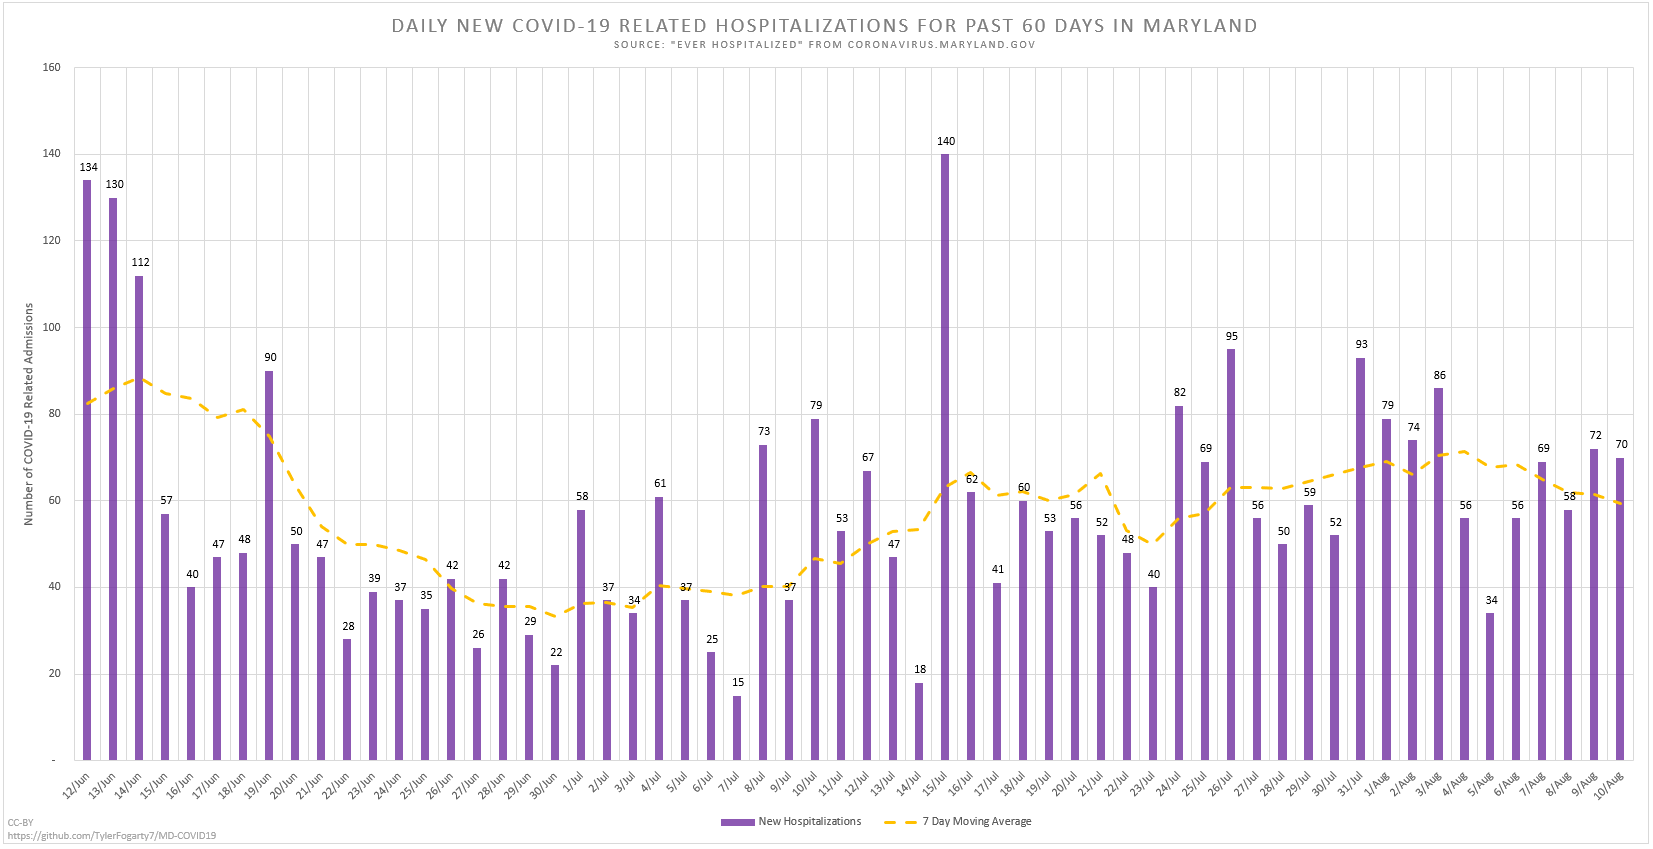 DAILY NEW COVID-19 RELATED HOSPITALIZATIONS FOR PAST 60 DAYS IN MARYLAND
SOURCE: "EVER HOSPITALIZED" FROM CORONAVIRUS.MARYLAND.GOV
Number of COVID-19 Related Admissions
160
140
120
100
80
60
40
20
-
134
130
112
57
40
47
48
90
50
47
28
39
37
35
42
26
42
29
22
58
37
34
61
37
25
15
73
37
79
53
67
47
18
140
62
41
60
53
56
52
48
40
82
69
95
56
50
59
52
93
79
74
86
56
34
56
69
58
72
70
12/Jun
13/Jun
14/Jun
15/Jun
16/Jun
17/Jun
18/Jun
19/Jun
20/Jun
21/Jun
22/Jun
23/Jun
24/Jun
25/Jun
26/Jun
27/Jun
28/Jun
29/Jun
30/Jun
1/Jul
2/Jul
3/Jul
4/Jul
5/Jul
6/Jul
7/Jul
8/Jul
9/Jul
10/Jul
11/Jul
12/Jul
13/Jul
14/Jul
15/Jul
16/Jul
17/Jul
18/Jul
19/Jul
20/Jul
21/Jul
22/Jul
23/Jul
24/Jul
25/Jul
26/Jul
27/Jul
28/Jul
29/Jul
30/Jul
31/Jul
1/Aug
2/Aug
3/Aug
4/Aug
5/Aug
6/Aug
7/Aug
8/Aug
9/Aug
10/Aug
New Hospitalizations
7 Day Moving Average
CC-BY
https://github.com/TylerFogarty7/MD-COVID19